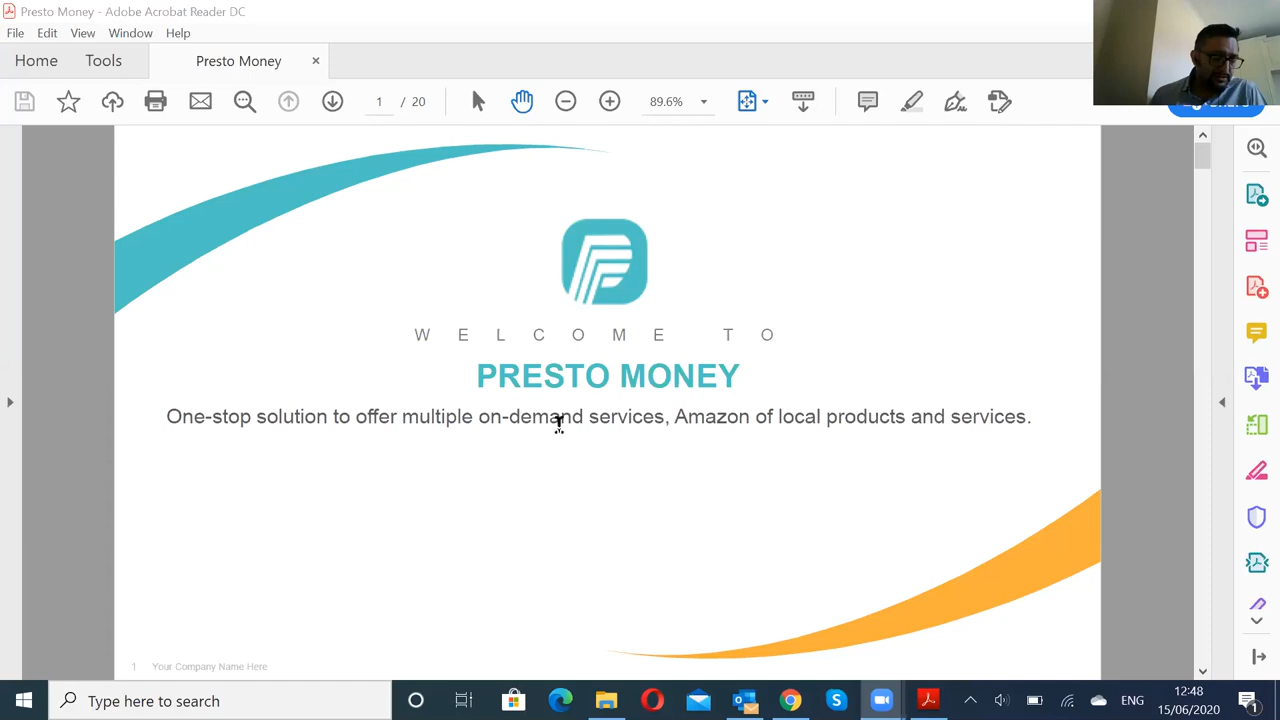 Presto Money - Adobe Acrobat Reader DC
File Edit View Window Help
Home Tools Presto Money ×
1 / 20 89.6%
W E L C O M E T O
PRESTO MONEY
One-stop solution to offer multiple on-demand services, Amazon of local products and services.
1 Your Company Name Here
Type here to search
ENG
12:48
15/06/2020
1